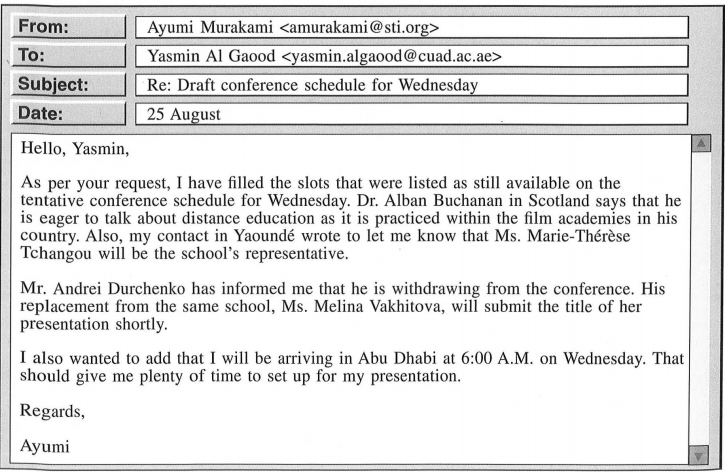 From: Ayumi Murakami <amurakami@sti.org>
To: Yasmin Al Gaood <yasmin.algaood@cuad.ac.ae>
Subject: Re: Draft conference schedule for Wednesday
Date: 25 August
Hello, Yasmin,
As per your request, I have filled the slots that were listed as still available on the
tentative conference schedule for Wednesday. Dr. Alban Buchanan in Scotland says that he
is eager to talk about distance education as it is practiced within the film academies in his
country. Also, my contact in Yaoundé wrote to let me know that Ms. Marie-Thérèse
Tchangou will be the school's representative.
Mr. Andrei Durchenko has informed me that he is withdrawing from the conference. His
replacement from the same school, Ms. Melina Vakhitova, will submit the title of her
presentation shortly.
I also wanted to add that I will be arriving in Abu Dhabi at 6:00 A.M. on Wednesday. That
should give me plenty of time to set up for my presentation.
Regards,
Ayumi